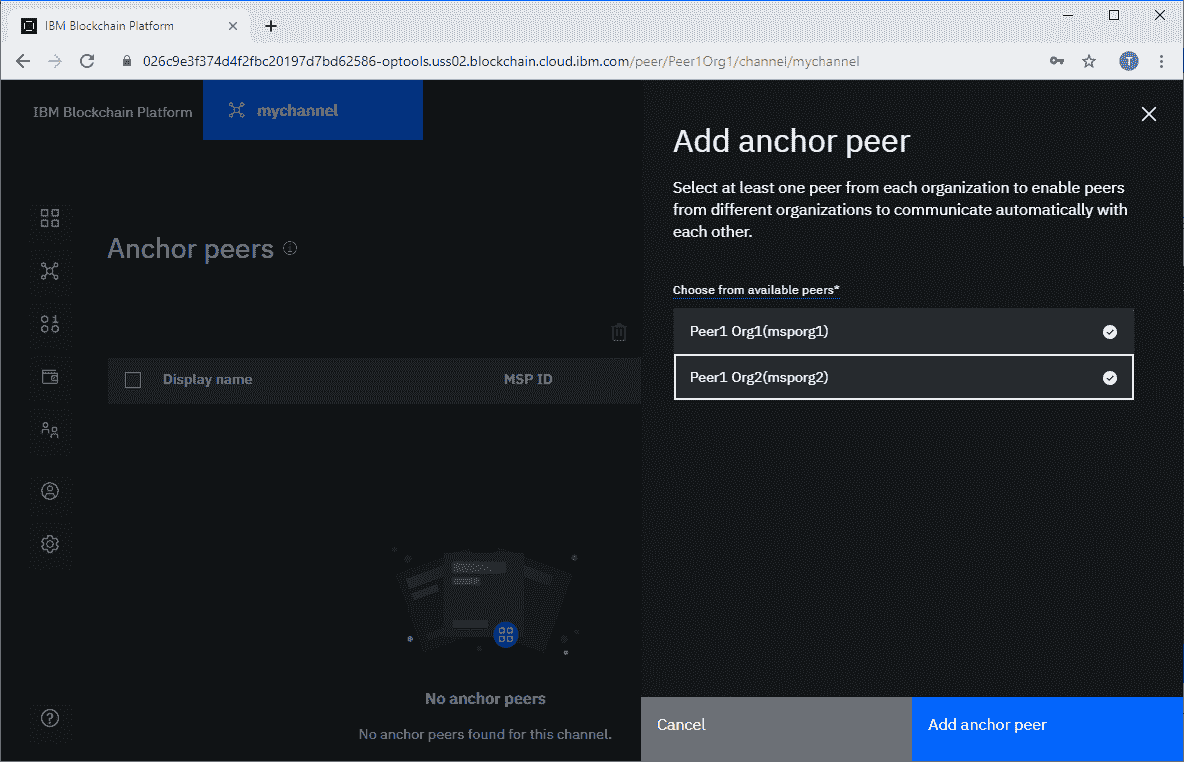 IBM Blockchain Platform
026c9e3f374d4f2fbc20197d7bd62586-optools.uss02.blockchain.cloud.ibm.com/peer/Peer1Org1/channel/mychannel
T
IBM Blockchain Platform
mychannel
Anchor peers
Display name
MSP ID
No anchor peers
No anchor peers found for this channel.
Add anchor peer
Select at least one peer from each organization to enable peers
from different organizations to communicate automatically with
each other.
Choose from available peers*
Peer1 Org1(msporg1)
Peer1 Org2(msporg2)
Cancel
Add anchor peer